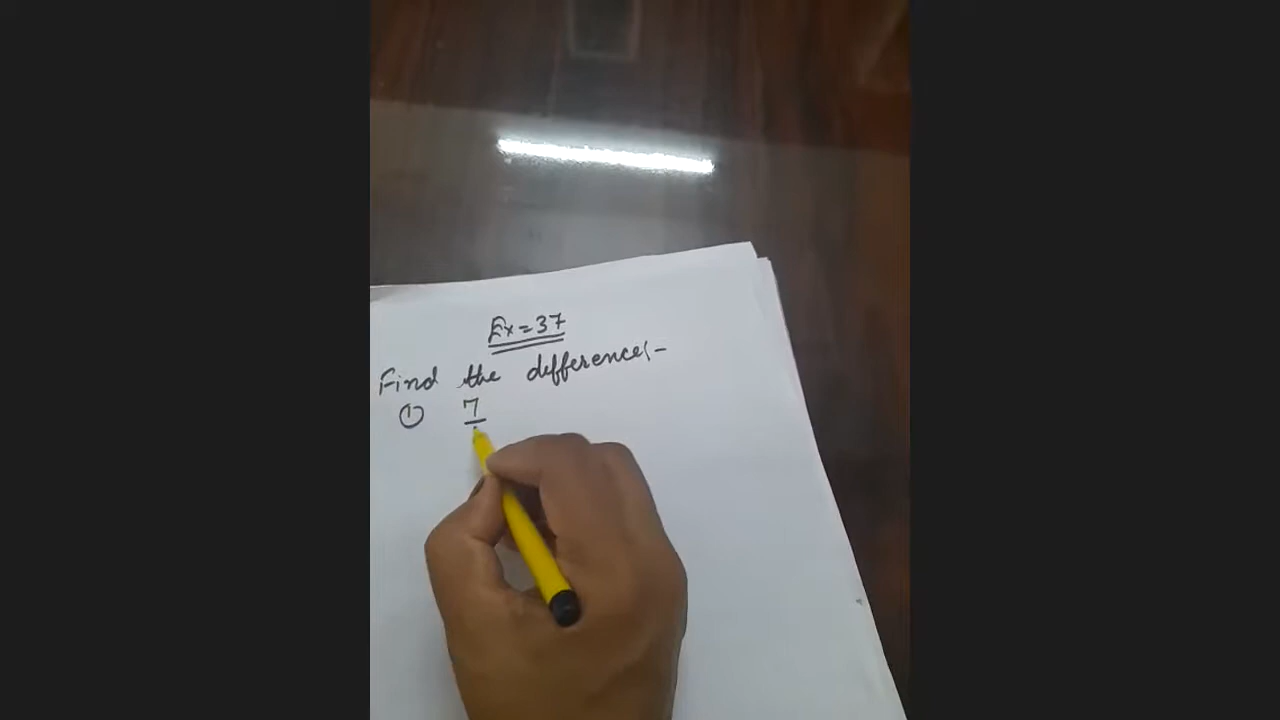 Ex=37
Find the difference:-
① 7